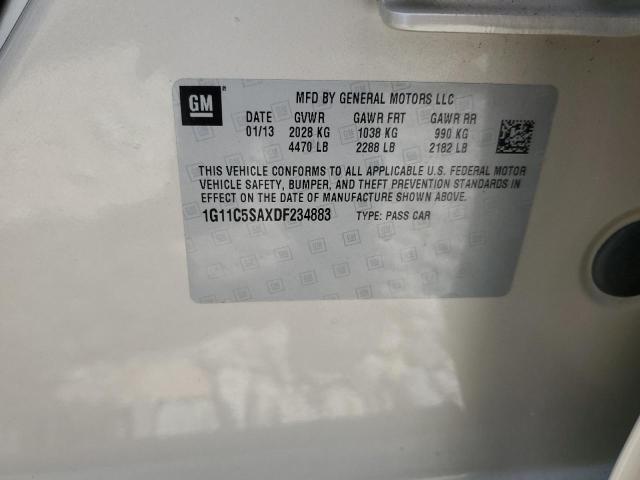 GM
MFD BY GENERAL MOTORS LLC
DATE GVWR GAWR FRT GAWR RR
01/13 2028 KG 1038 KG 990 KG
4470 LB 2288 LB 2182 LB
THIS VEHICLE CONFORMS TO ALL APPLICABLE U.S. FEDERAL MOTOR
VEHICLE SAFETY, BUMPER, AND THEFT PREVENTION STANDARDS IN
EFFECT ON THE DATE OF MANUFACTURE SHOWN ABOVE.
1G11C5SAXDF234883 TYPE: PASS CAR